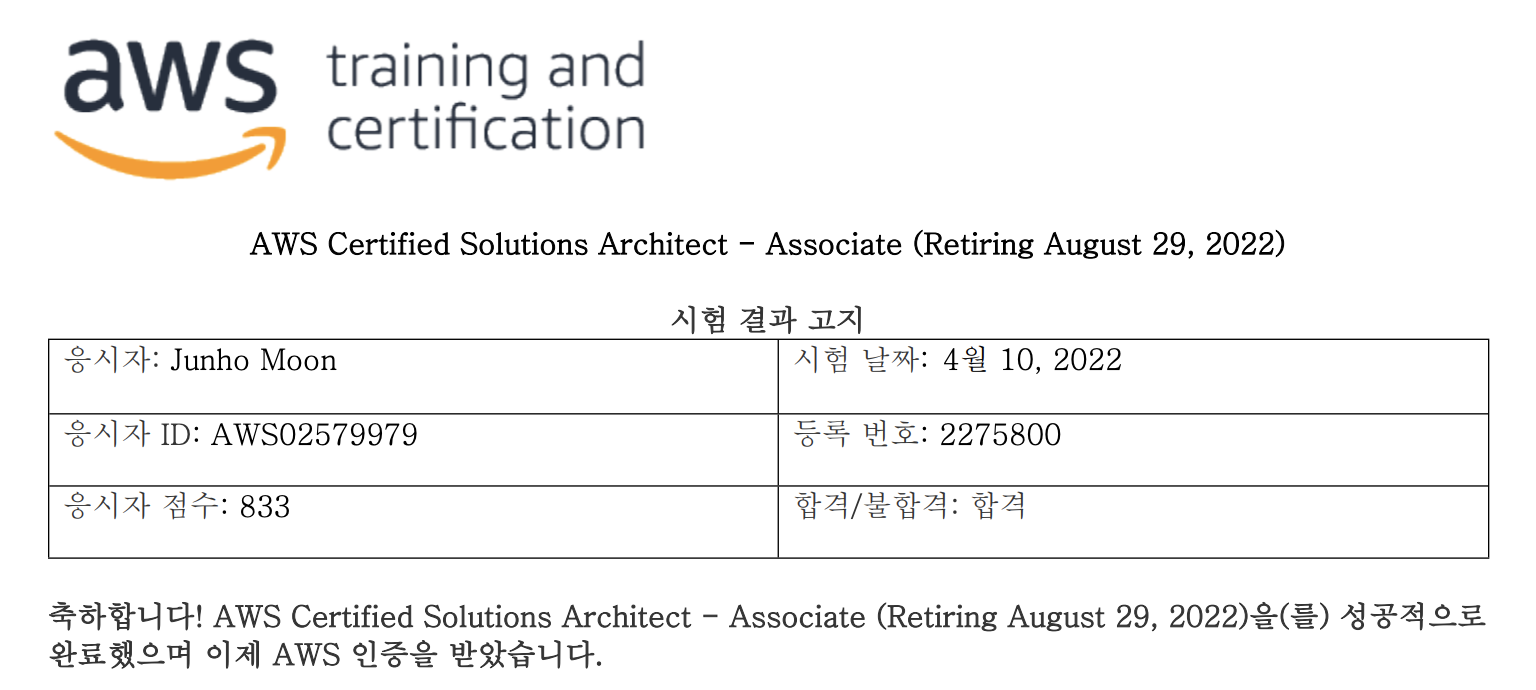 aws training and
certification
AWS Certified Solutions Architect - Associate (Retiring August 29, 2022)
시험 결과 고지
응시자: Junho Moon
시험 날짜: 4월 10, 2022
응시자 ID: AWS02579979
등록 번호: 2275800
응시자 점수: 833
합격/불합격: 합격
축하합니다! AWS Certified Solutions Architect - Associate (Retiring August 29, 2022)을(를) 성공적으로
완료했으며 이제 AWS 인증을 받았습니다.